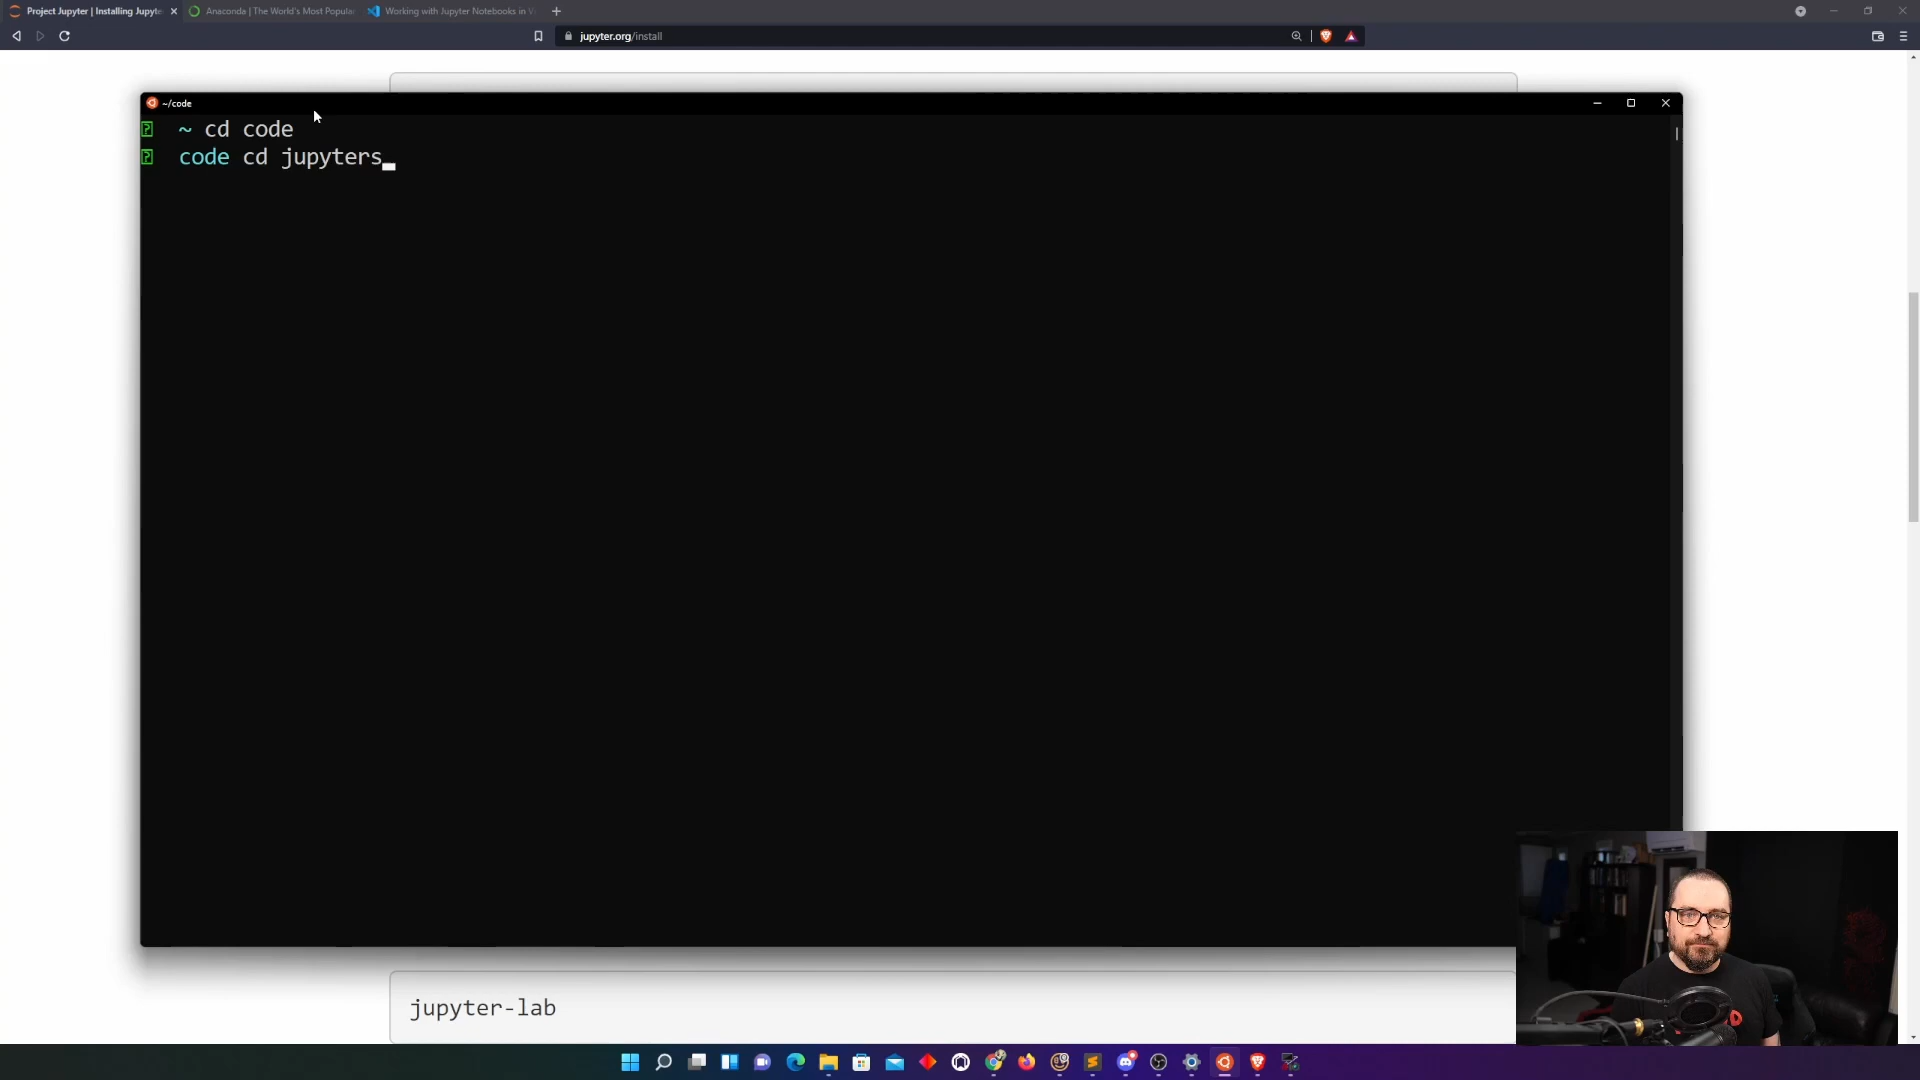 Project Jupyter | Installing Jupyte
Anaconda | The World's Most Popula
Working with Jupyter Notebooks in V
jupyter.org/install
~/code
~ cd code
code cd jupyters
jupyter-lab